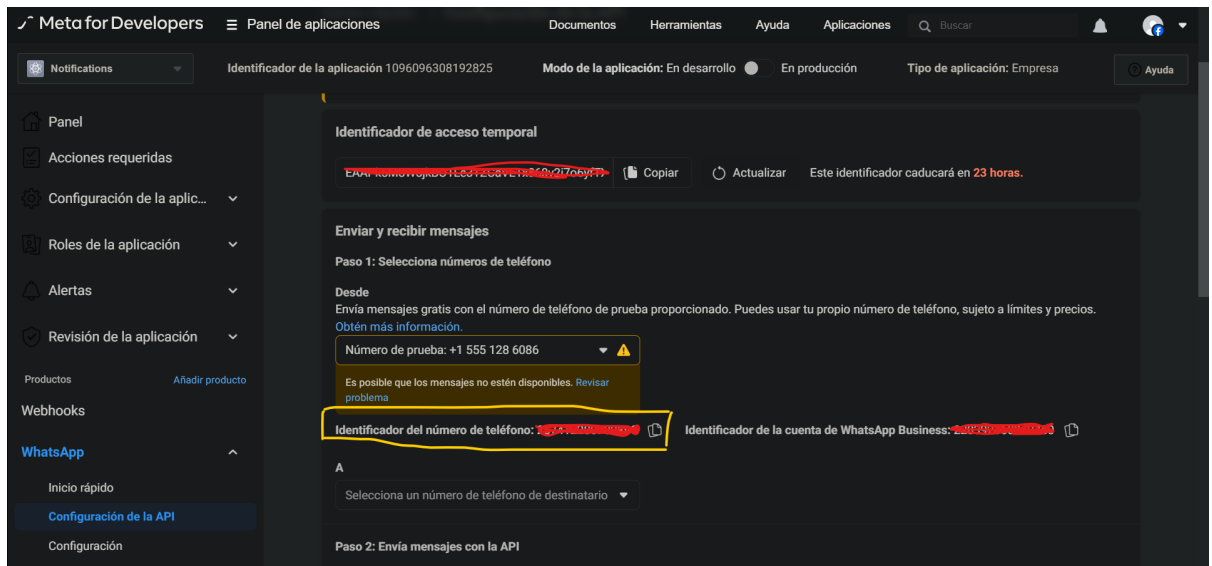 Meta for Developers
Panel de aplicaciones
Documentos
Herramientas
Ayuda
Aplicaciones
Buscar
Notifications
Identificador de la aplicación 1096096308192825
Modo de la aplicación: En desarrollo
En producción
Tipo de aplicación: Empresa
Ayuda
Panel
Acciones requeridas
Configuración de la aplic...
Roles de la aplicación
Alertas
Revisión de la aplicación
Productos
Añadir producto
Webhooks
WhatsApp
Inicio rápido
Configuración de la API
Configuración
Identificador de acceso temporal
Copiar
Actualizar
Este identificador caducará en 23 horas.
Enviar y recibir mensajes
Paso 1: Selecciona números de teléfono
Desde
Envía mensajes gratis con el número de teléfono de prueba proporcionado. Puedes usar tu propio número de teléfono, sujeto a límites y precios.
Obtén más información.
Número de prueba: +1 555 128 6086
Es posible que los mensajes no estén disponibles. Revisar
problema
Identificador del número de teléfono:
Identificador de la cuenta de WhatsApp Business:
A
Selecciona un número de teléfono de destinatario
Paso 2: Envía mensajes con la API